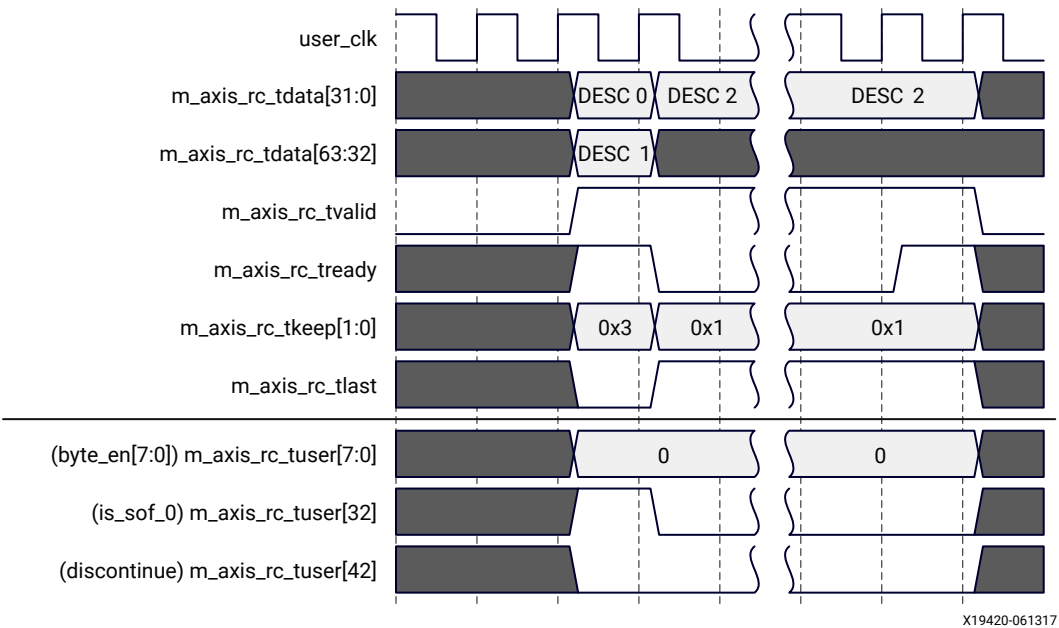 user_clk
m_axis_rc_tdata[31:0] DESC 0 DESC 2 DESC 2
m_axis_rc_tdata[63:32] DESC 1
m_axis_rc_tvalid
m_axis_rc_tready
m_axis_rc_tkeep[1:0] 0x3 0x1 0x1
m_axis_rc_tlast
(byte_en[7:0]) m_axis_rc_tuser[7:0] 0 0
(is_sof_0) m_axis_rc_tuser[32]
(discontinue) m_axis_rc_tuser[42]
X19420-061317